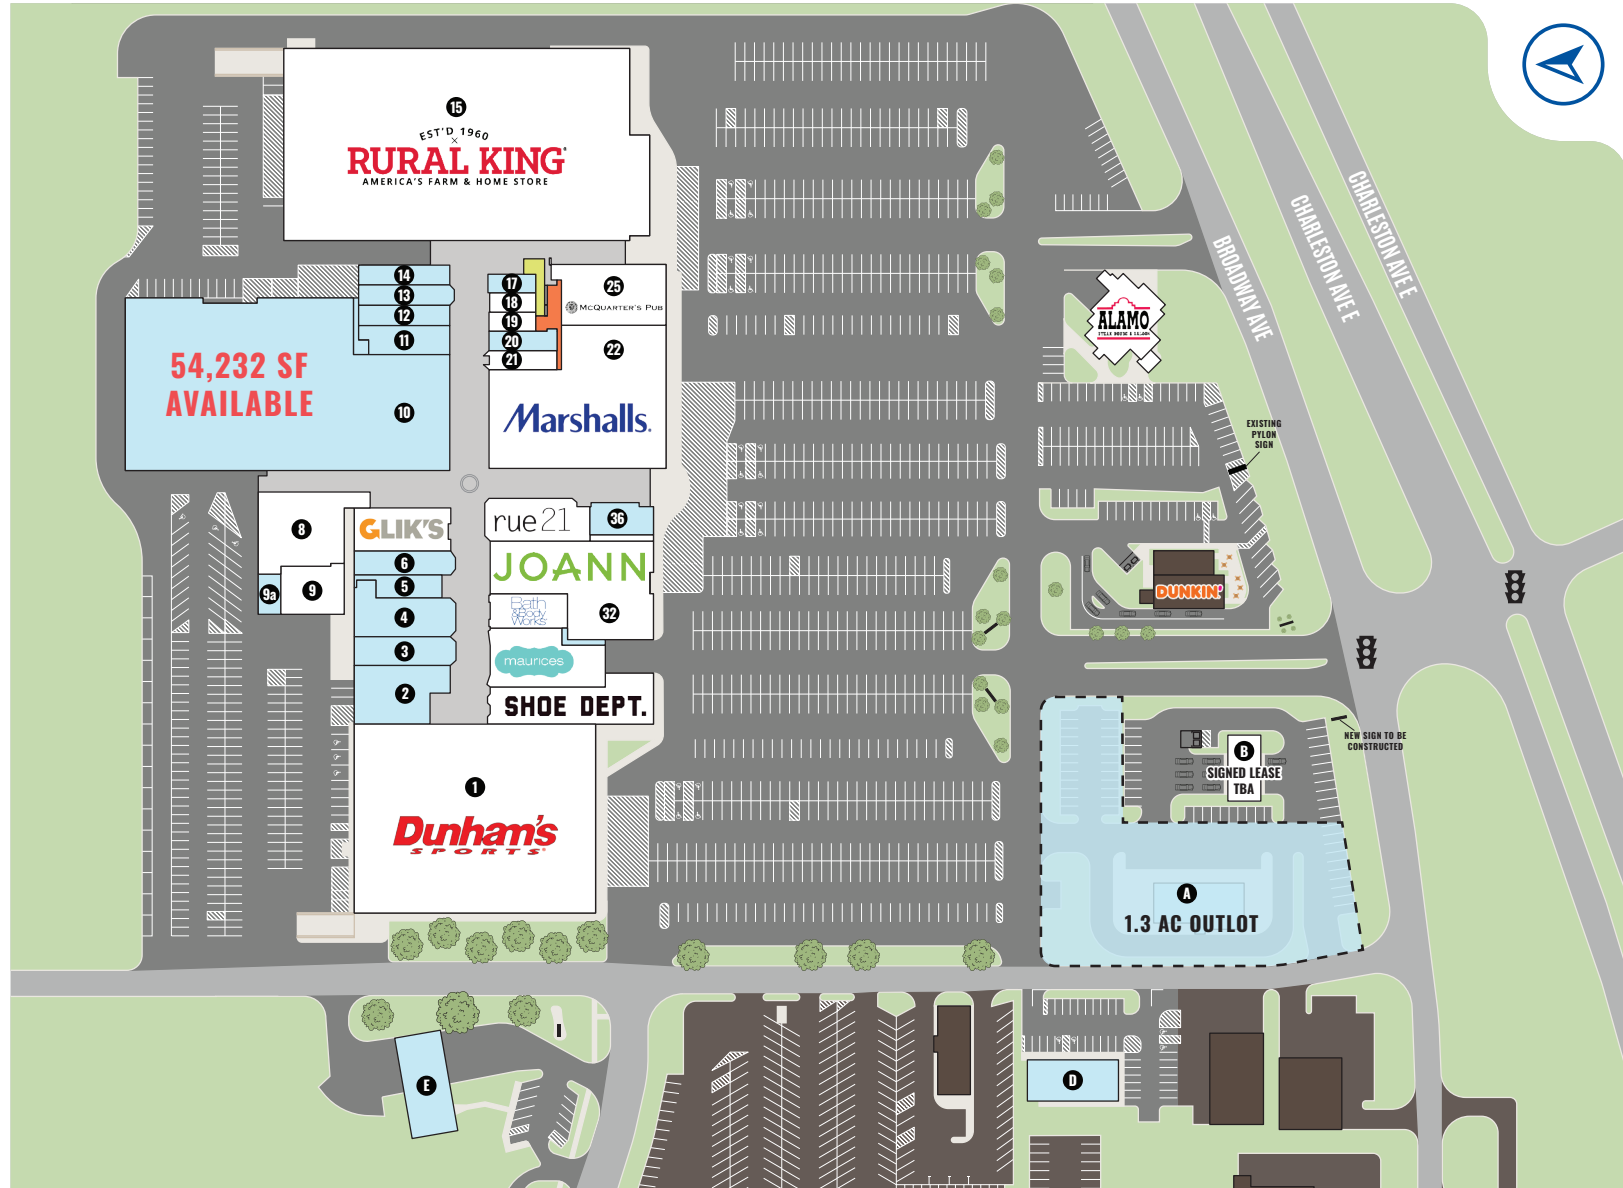 15
EST'D 1960
RURAL KING
AMERICA'S FARM & HOME STORE
CHARLESTON AVE E
CHARLESTON AVE E
BROADWAY AVE
14
13
12
11
17
18
19
20
21
25
McQUARTER'S PUB
22
ALAMO
STEAK HOUSE & SALOON
54,232 SF
AVAILABLE
10
Marshalls.
EXISTING
PYLON
SIGN
8
GLIK'S
rue21
36
6
JOANN
9a
9
5
DUNKIN'
4
Bath
& Body
Works
32
3
maurices
2
SHOE DEPT.
NEW SIGN TO BE
CONSTRUCTED
B
SIGNED LEASE
TBA
1
Dunham's
SPORTS
A
1.3 AC OUTLOT
E
D